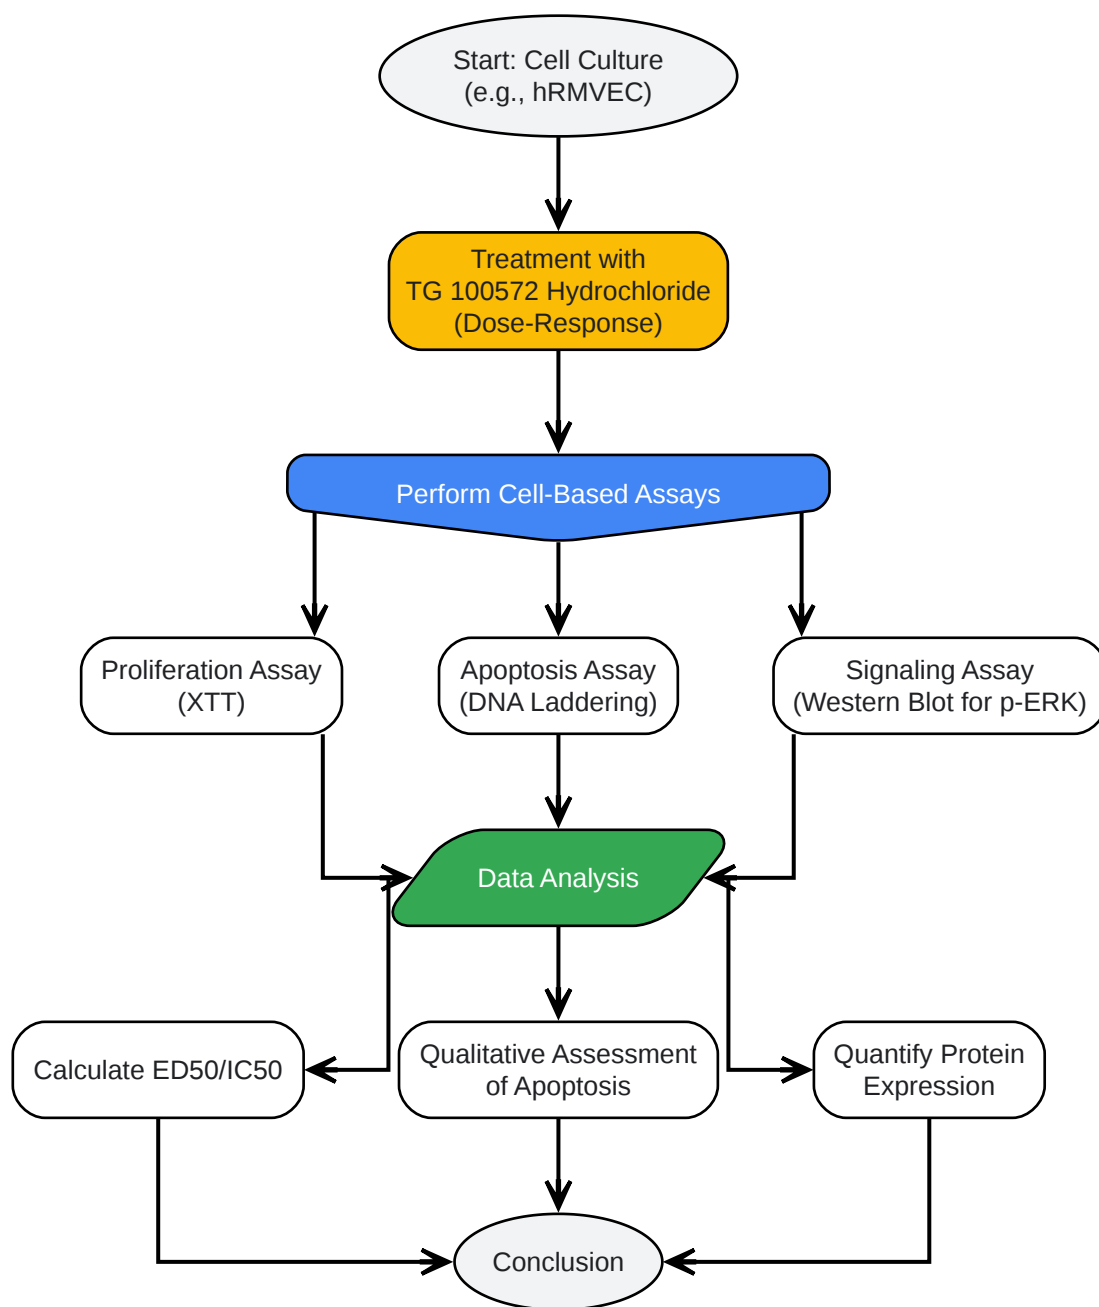 Start: Cell Culture
(e.g., hRMVEC)
Treatment with
TG 100572 Hydrochloride
(Dose-Response)
Perform Cell-Based Assays
Proliferation Assay
(XTT)
Apoptosis Assay
(DNA Laddering)
Signaling Assay
(Western Blot for p-ERK)
Data Analysis
Calculate ED50/IC50
Qualitative Assessment
of Apoptosis
Quantify Protein
Expression
Conclusion